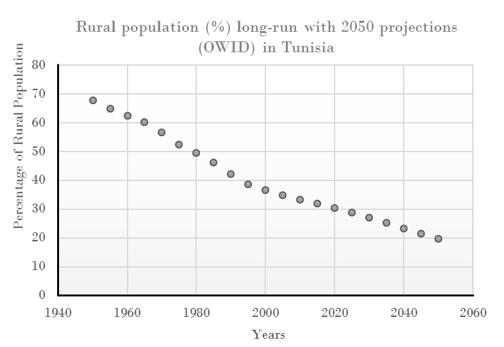 Rural population (%) long-run with 2050 projections
(OWID) in Tunisia
Percentage of Rural Population
80
70
60
50
40
30
20
10
0
1940 1960 1980 2000 2020 2040 2060
Years